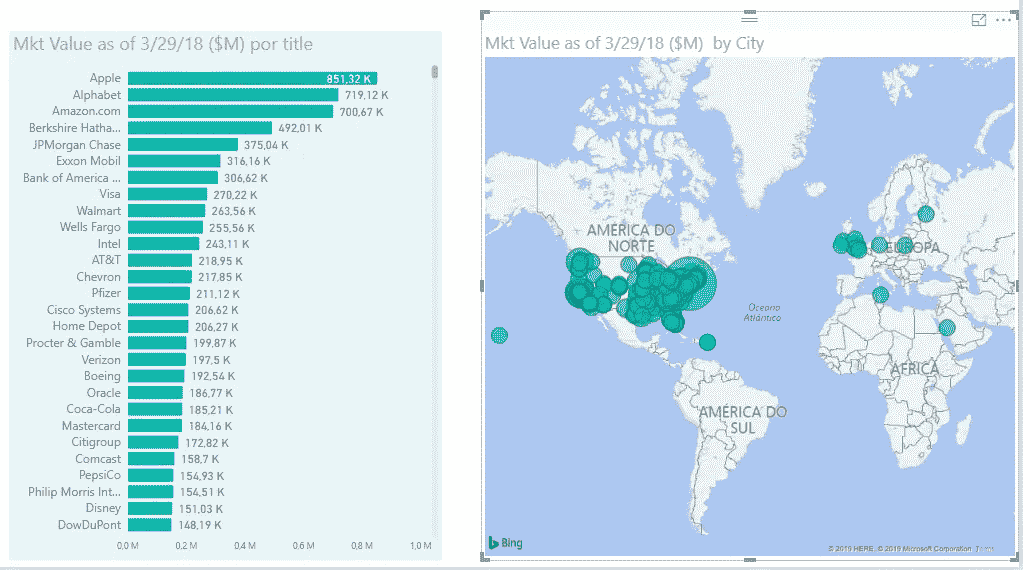 Mkt Value as of 3/29/18 ($M) por title
Apple 851,32 K
Alphabet 719,12 K
Amazon.com 700,67 K
Berkshire Hatha... 492,01 K
JPMorgan Chase 375,04 K
Exxon Mobil 316,16 K
Bank of America ... 306,62 K
Visa 270,22 K
Walmart 263,56 K
Wells Fargo 255,56 K
Intel 243,11 K
AT&T 218,95 K
Chevron 217,85 K
Pfizer 211,12 K
Cisco Systems 206,62 K
Home Depot 206,27 K
Procter & Gamble 199,87 K
Verizon 197,5 K
Boeing 192,54 K
Oracle 186,77 K
Coca-Cola 185,21 K
Mastercard 184,16 K
Citigroup 172,82 K
Comcast 158,7 K
PepsiCo 154,93 K
Philip Morris Int... 154,51 K
Disney 151,03 K
DowDuPont 148,19 K
0,0 M 0,2 M 0,4 M 0,6 M 0,8 M 1,0 M
Mkt Value as of 3/29/18 ($M) by City
AMÉRICA DO
NORTE
EUROPA
Oceano
Atlântico
ÁFRICA
AMÉRICA DO
SUL
Bing
© 2019 HERE, © 2019 Microsoft Corporation Terms